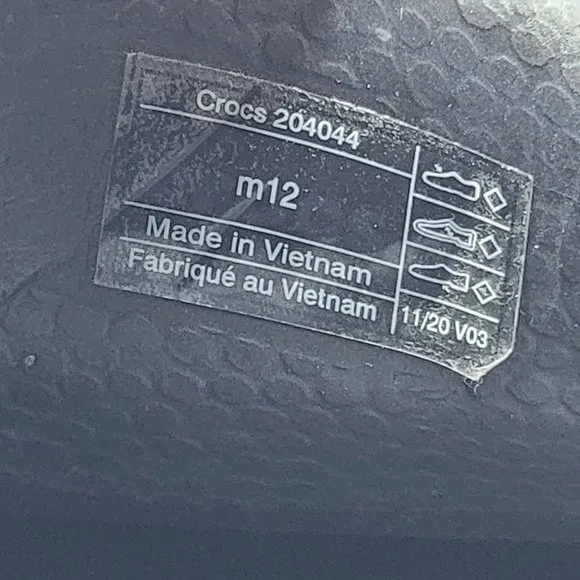 Crocs 204044
m12
Made in Vietnam
Fabriqué au Vietnam
11/20 V03